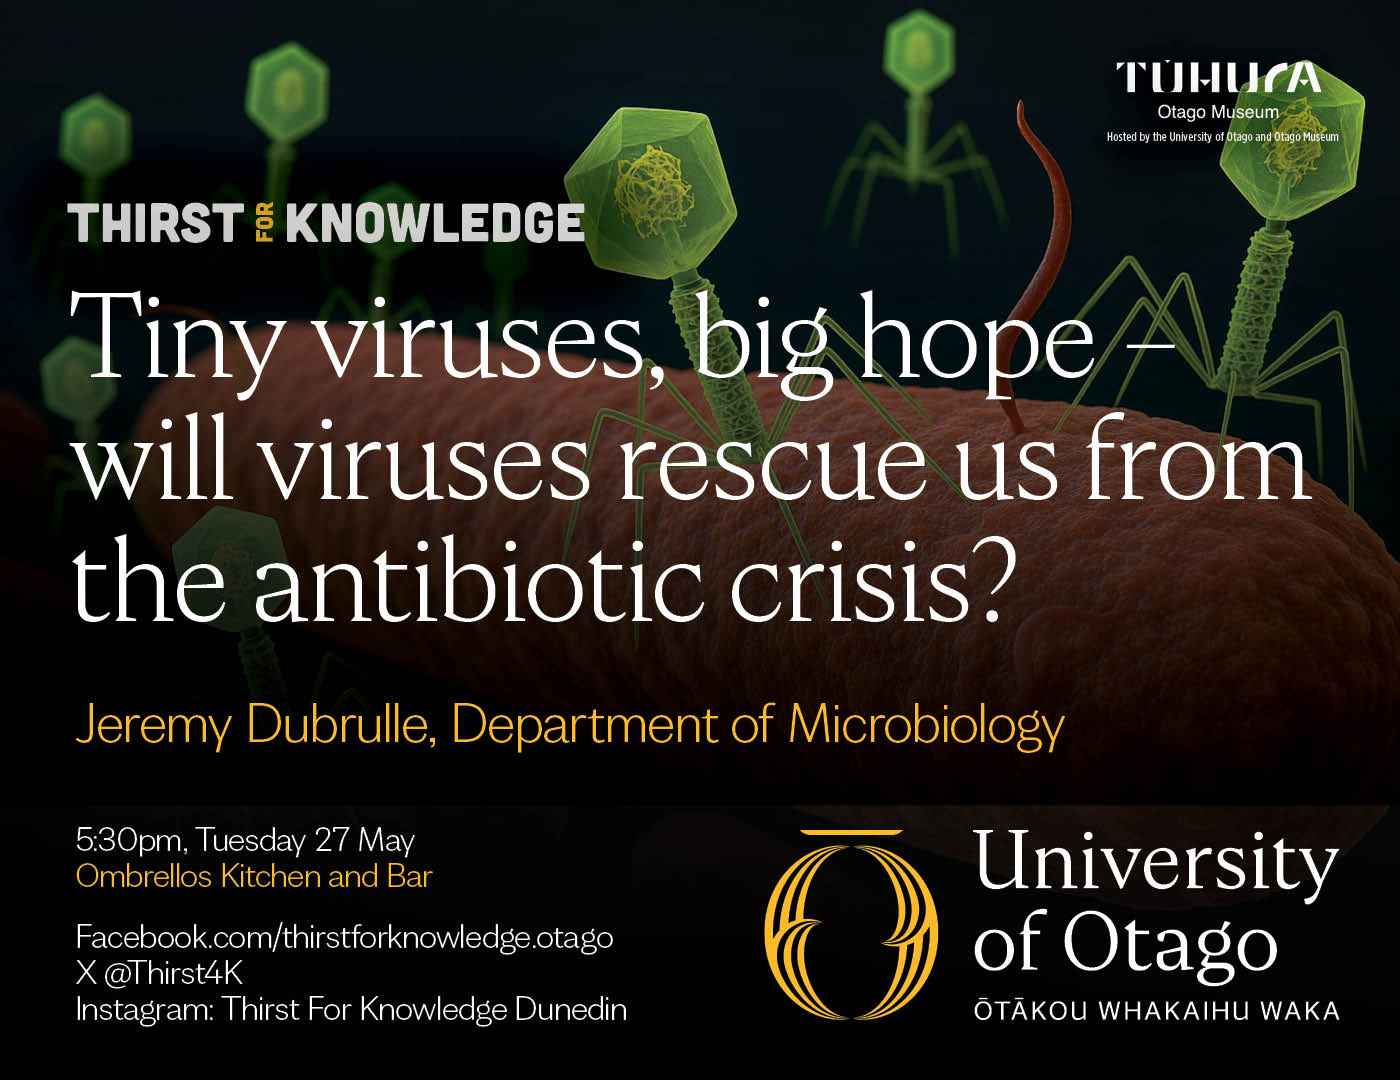 TŪHURA
Otago Museum
Hosted by the University of Otago and Otago Museum
THIRST FOR KNOWLEDGE
Tiny viruses, big hope –
will viruses rescue us from
the antibiotic crisis?
Jeremy Dubrulle, Department of Microbiology
5:30pm, Tuesday 27 May
Ombrellos Kitchen and Bar
Facebook.com/thirstforknowledge.otago
X @Thirst4K
Instagram: Thirst For Knowledge Dunedin
University
of Otago
ŌTĀKOU WHAKAIHU WAKA